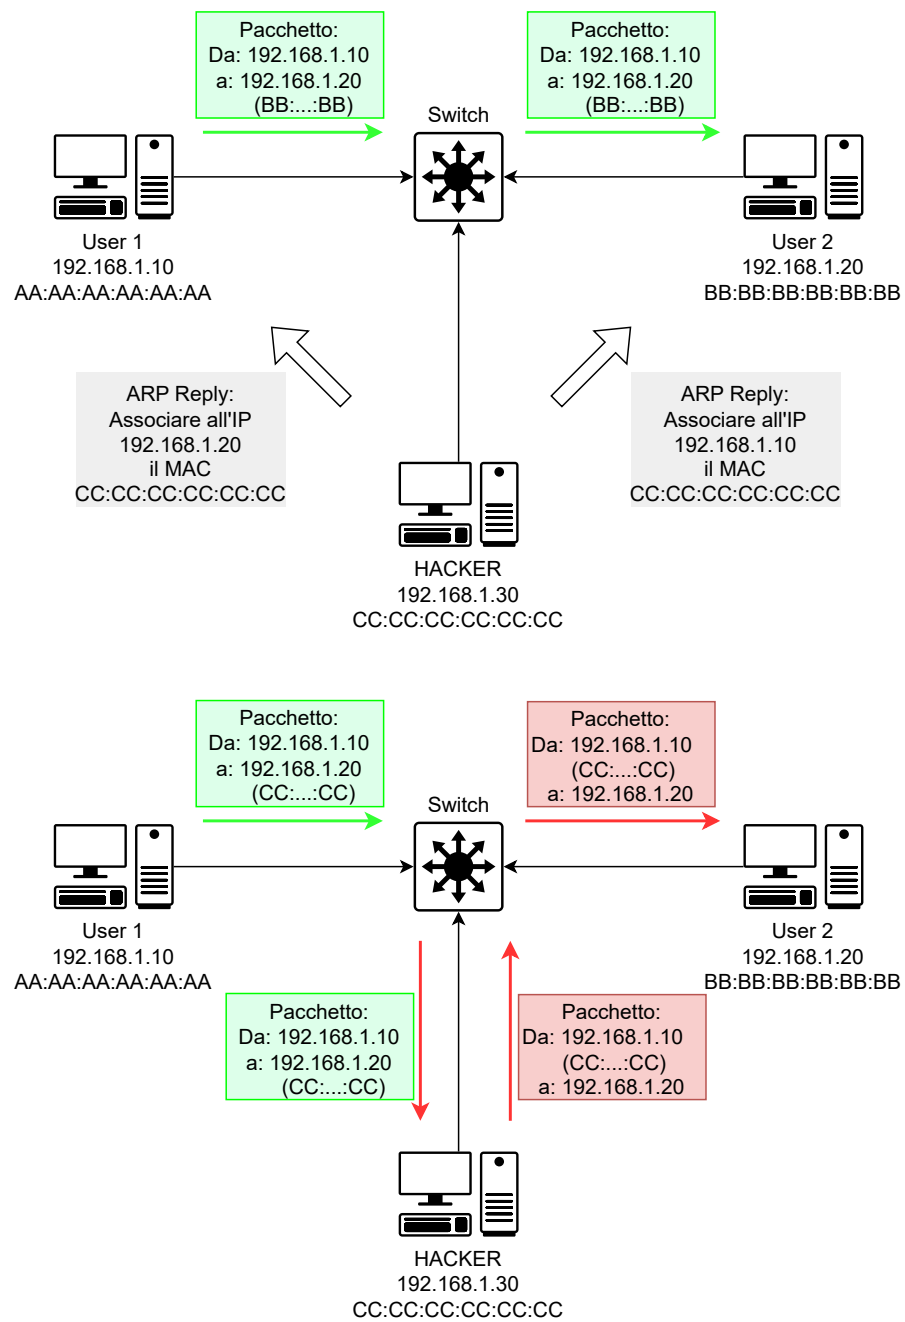 Pacchetto:
Da: 192.168.1.10
a: 192.168.1.20
(BB:...:BB)
Pacchetto:
Da: 192.168.1.10
a: 192.168.1.20
(BB:...:BB)
Switch
User 1
192.168.1.10
AA:AA:AA:AA:AA:AA
User 2
192.168.1.20
BB:BB:BB:BB:BB:BB
ARP Reply:
Associare all'IP
192.168.1.20
il MAC
CC:CC:CC:CC:CC:CC
ARP Reply:
Associare all'IP
192.168.1.10
il MAC
CC:CC:CC:CC:CC:CC
HACKER
192.168.1.30
CC:CC:CC:CC:CC:CC
Pacchetto:
Da: 192.168.1.10
a: 192.168.1.20
(CC:...:CC)
Pacchetto:
Da: 192.168.1.10
(CC:...:CC)
a: 192.168.1.20
Switch
User 1
192.168.1.10
AA:AA:AA:AA:AA:AA
User 2
192.168.1.20
BB:BB:BB:BB:BB:BB
Pacchetto:
Da: 192.168.1.10
a: 192.168.1.20
(CC:...:CC)
Pacchetto:
Da: 192.168.1.10
(CC:...:CC)
a: 192.168.1.20
HACKER
192.168.1.30
CC:CC:CC:CC:CC:CC